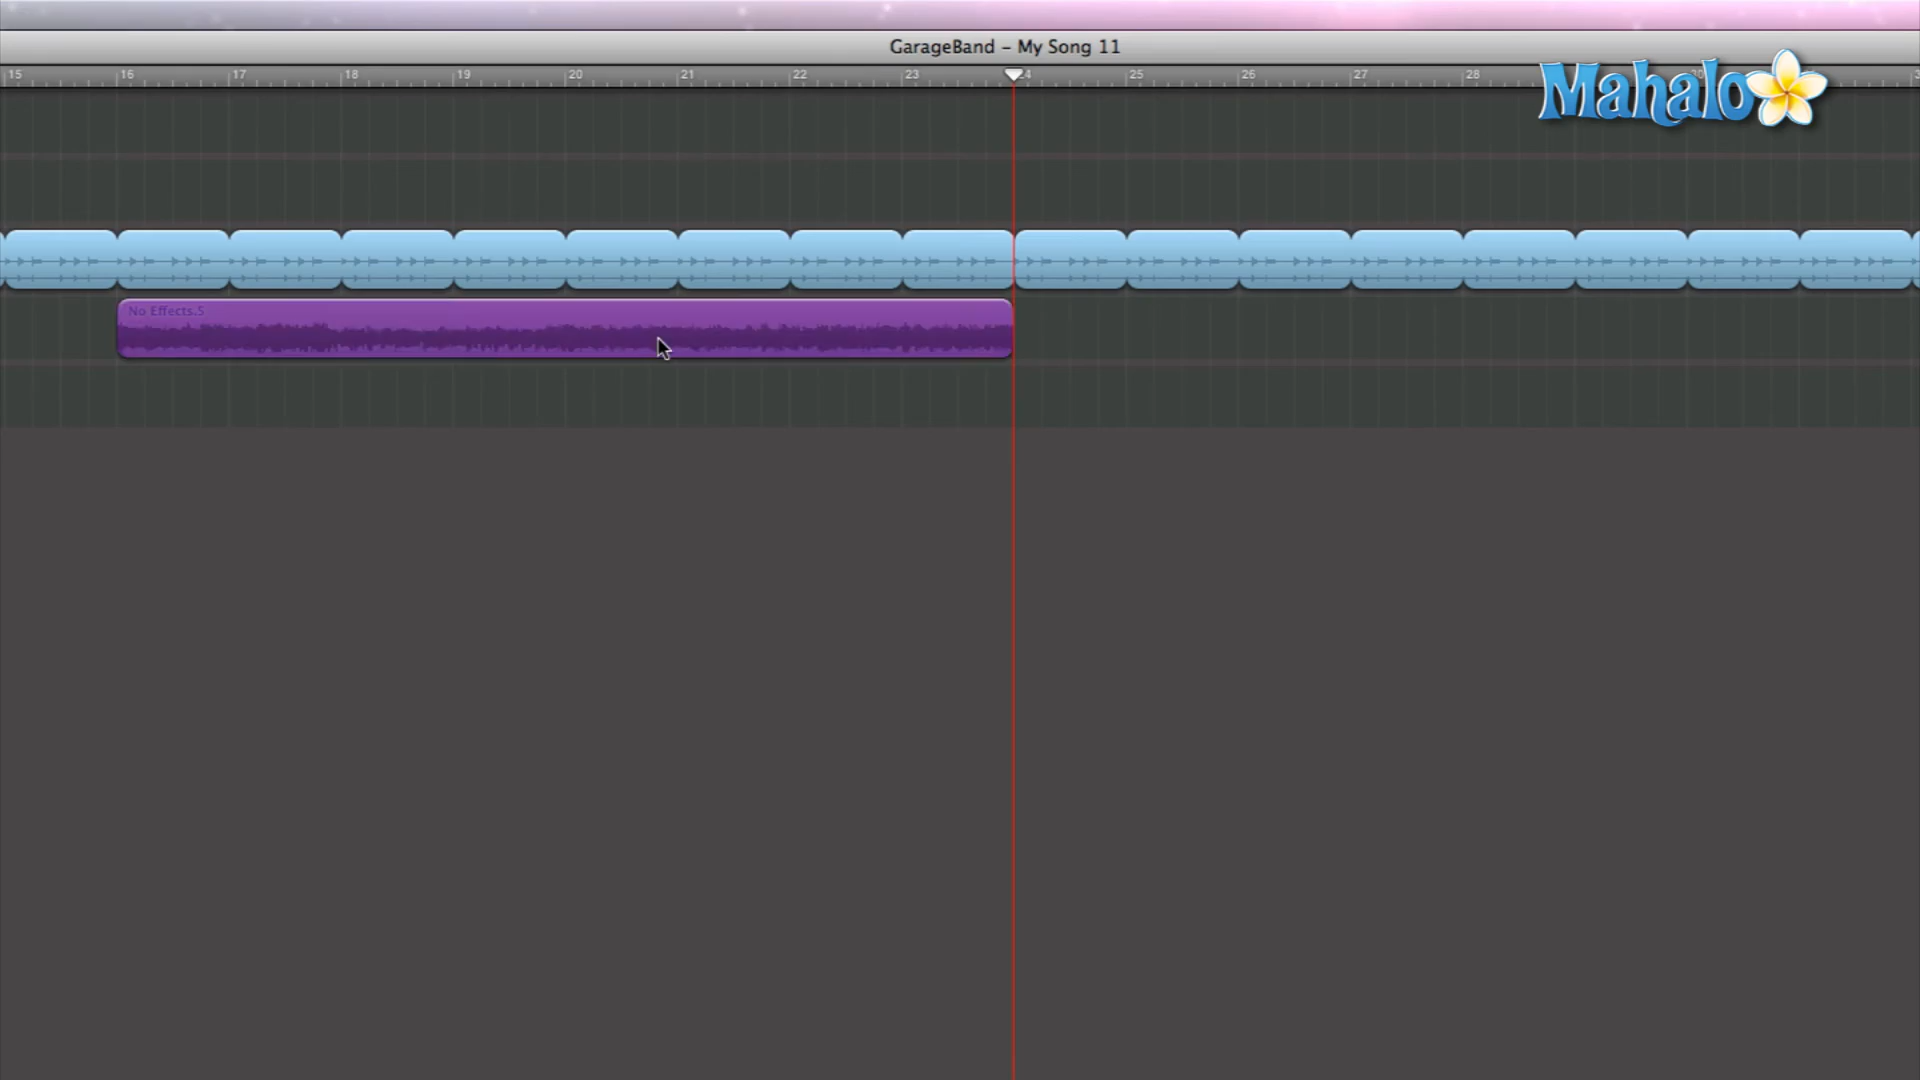 GarageBand – My Song 11
15 16 17 18 19 20 21 22 23 24 25 26 27 28
Mahalo
No Effects.5